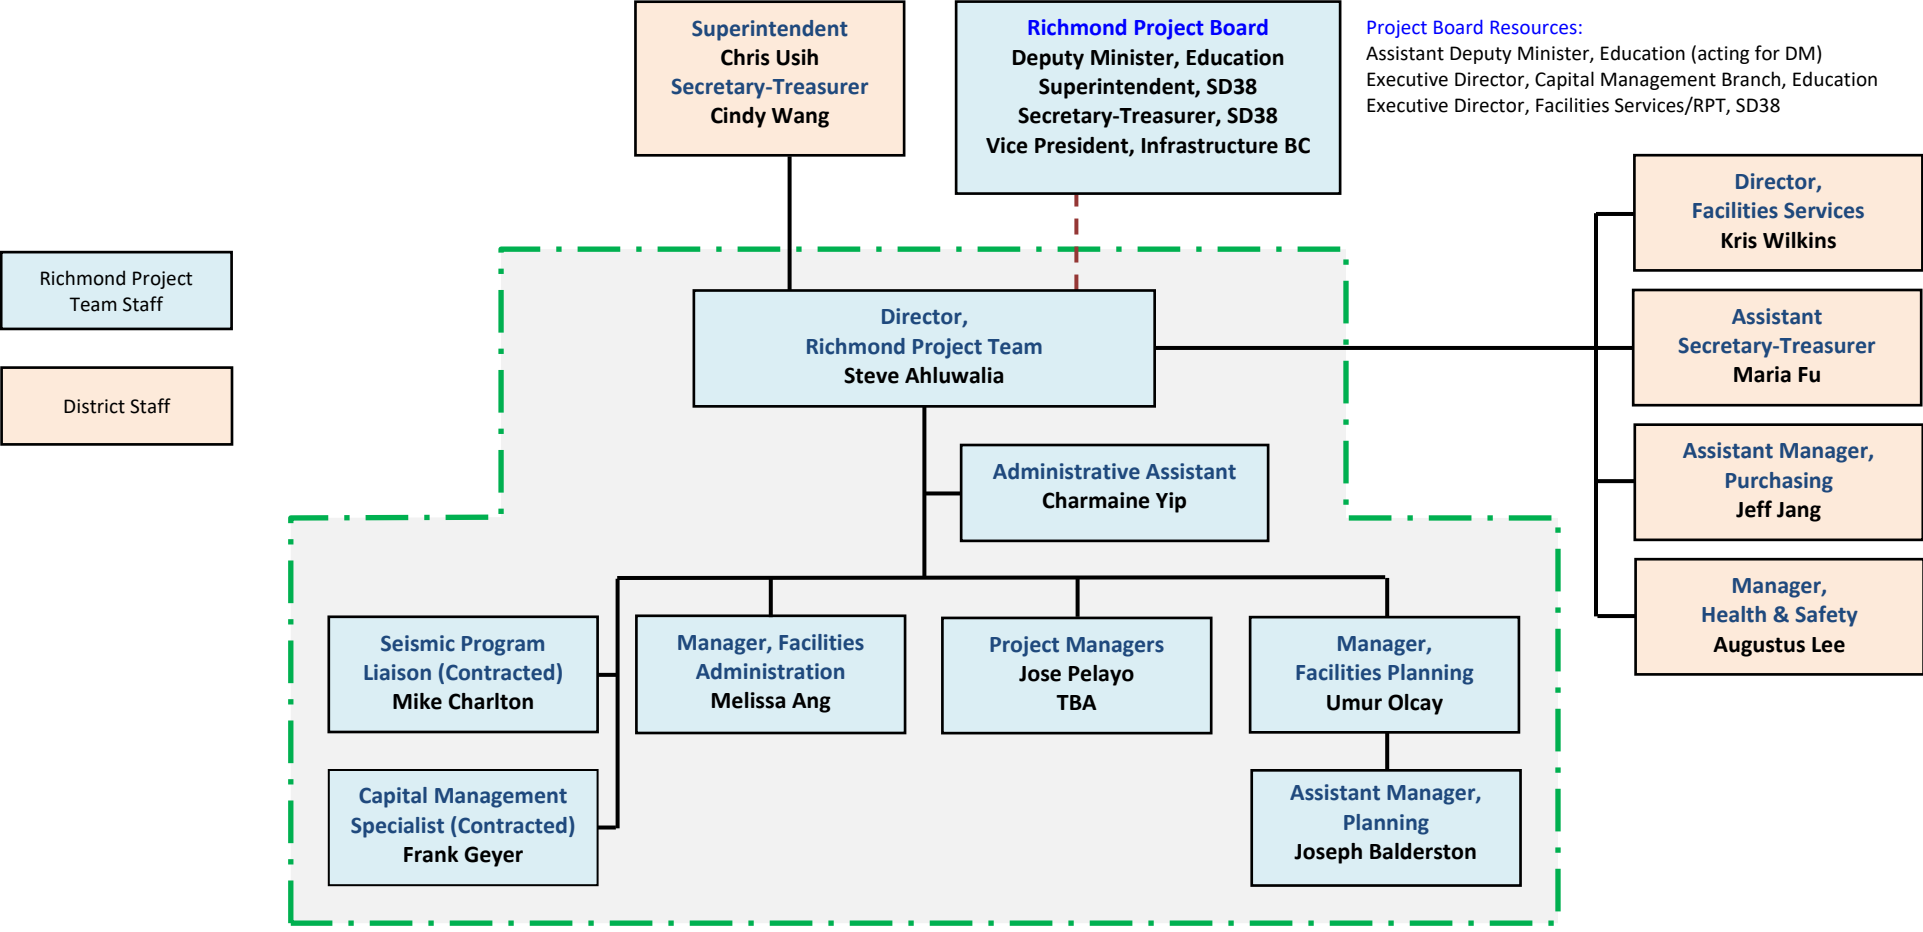 Superintendent
Chris Usih
Secretary-Treasurer
Cindy Wang
Richmond Project Board
Deputy Minister, Education
Superintendent, SD38
Secretary-Treasurer, SD38
Vice President, Infrastructure BC
Project Board Resources:
Assistant Deputy Minister, Education (acting for DM)
Executive Director, Capital Management Branch, Education
Executive Director, Facilities Services/RPT, SD38
Richmond Project
Team Staff
District Staff
Director,
Richmond Project Team
Steve Ahluwalia
Director,
Facilities Services
Kris Wilkins
Assistant
Secretary-Treasurer
Maria Fu
Assistant Manager,
Purchasing
Jeff Jang
Manager,
Health & Safety
Augustus Lee
Administrative Assistant
Charmaine Yip
Seismic Program
Liaison (Contracted)
Mike Charlton
Manager, Facilities
Administration
Melissa Ang
Project Managers
Jose Pelayo
TBA
Manager,
Facilities Planning
Umur Olcay
Capital Management
Specialist (Contracted)
Frank Geyer
Assistant Manager,
Planning
Joseph Balderston